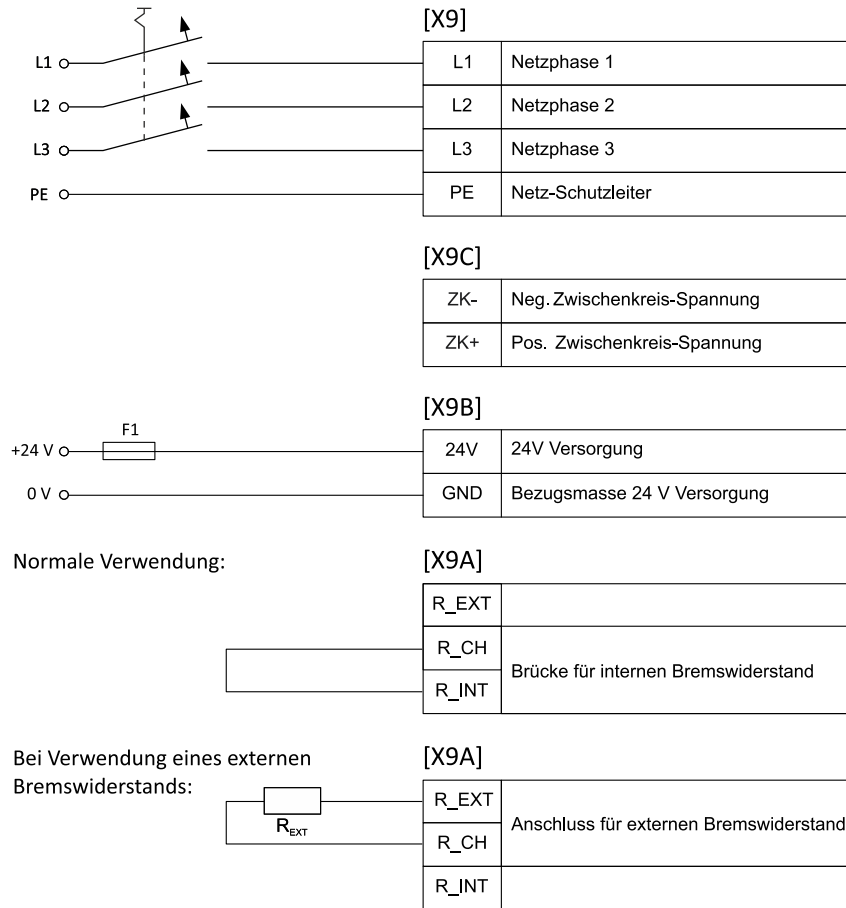 [X9]
L1 L1 Netzphase 1
L2 L2 Netzphase 2
L3 L3 Netzphase 3
PE PE Netz-Schutzleiter
[X9C]
ZK- Neg. Zwischenkreis-Spannung
ZK+ Pos. Zwischenkreis-Spannung
[X9B]
F1
+24 V 24V 24V Versorgung
0 V GND Bezugsmasse 24 V Versorgung
Normale Verwendung: [X9A]
R_EXT
R_CH
Brücke für internen Bremswiderstand
R_INT
Bei Verwendung eines externen [X9A]
Bremswiderstands:
R_EXT
REXT
Anschluss für externen Bremswiderstand
R_CH
R_INT